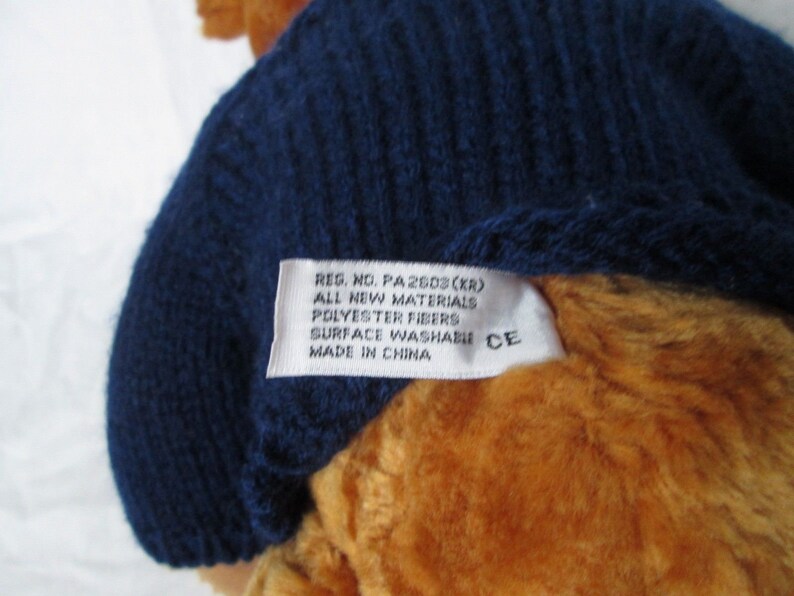 REG. NO. PA2603(KR)
ALL NEW MATERIALS
POLYESTER FIBERS
SURFACE WASHABLE CE
MADE IN CHINA